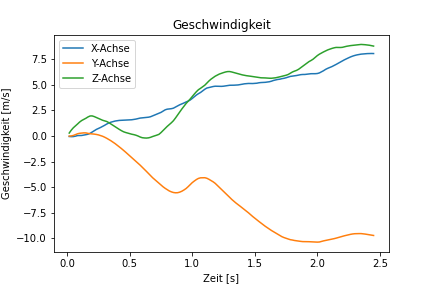 Geschwindigkeit
X-Achse
Y-Achse
Z-Achse
Geschwindigkeit [m/s]
7.5
5.0
2.5
0.0
−2.5
−5.0
−7.5
−10.0
0.0 0.5 1.0 1.5 2.0 2.5
Zeit [s]